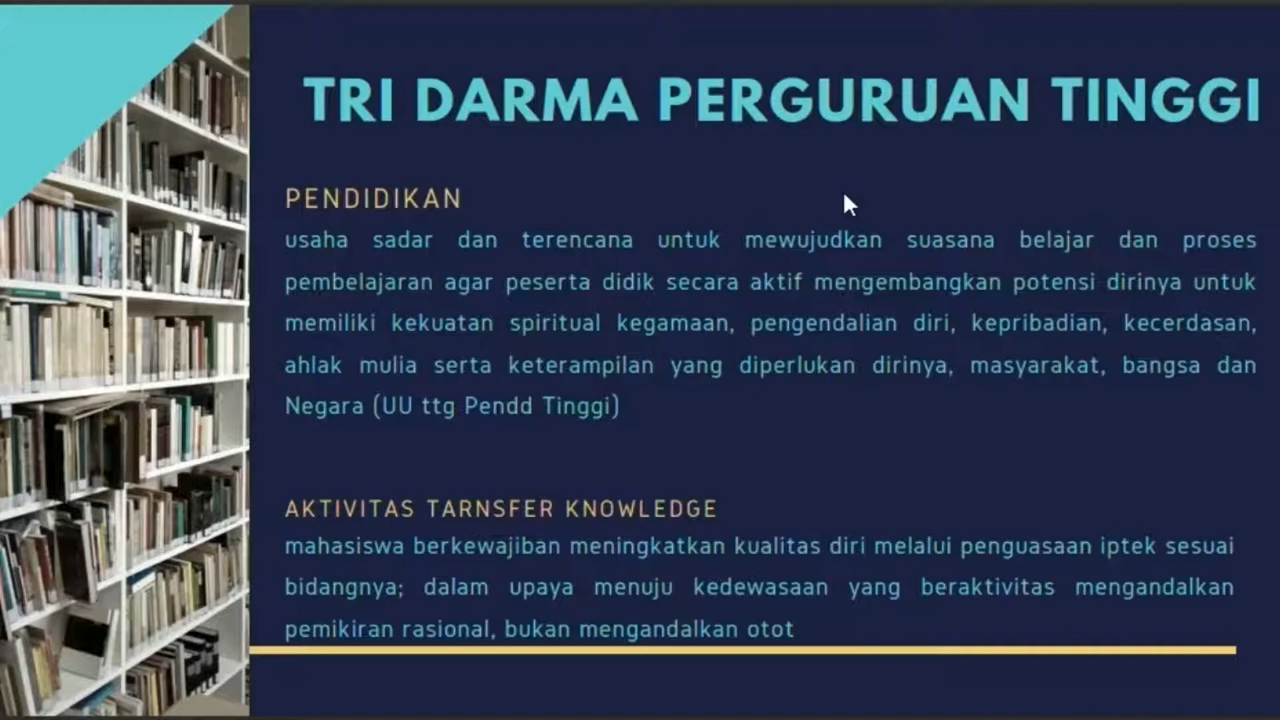 TRI DARMA PERGURUAN TINGGI
PENDIDIKAN
usaha sadar dan terencana untuk mewujudkan suasana belajar dan proses
pembelajaran agar peserta didik secara aktif mengembangkan potensi dirinya untuk
memiliki kekuatan spiritual kegamaan, pengendalian diri, kepribadian, kecerdasan,
ahlak mulia serta keterampilan yang diperlukan dirinya, masyarakat, bangsa dan
Negara (UU ttg Pendd Tinggi)
AKTIVITAS TARNSFER KNOWLEDGE
mahasiswa berkewajiban meningkatkan kualitas diri melalui penguasaan iptek sesuai
bidangnya; dalam upaya menuju kedewasaan yang beraktivitas mengandalkan
pemikiran rasional, bukan mengandalkan otot